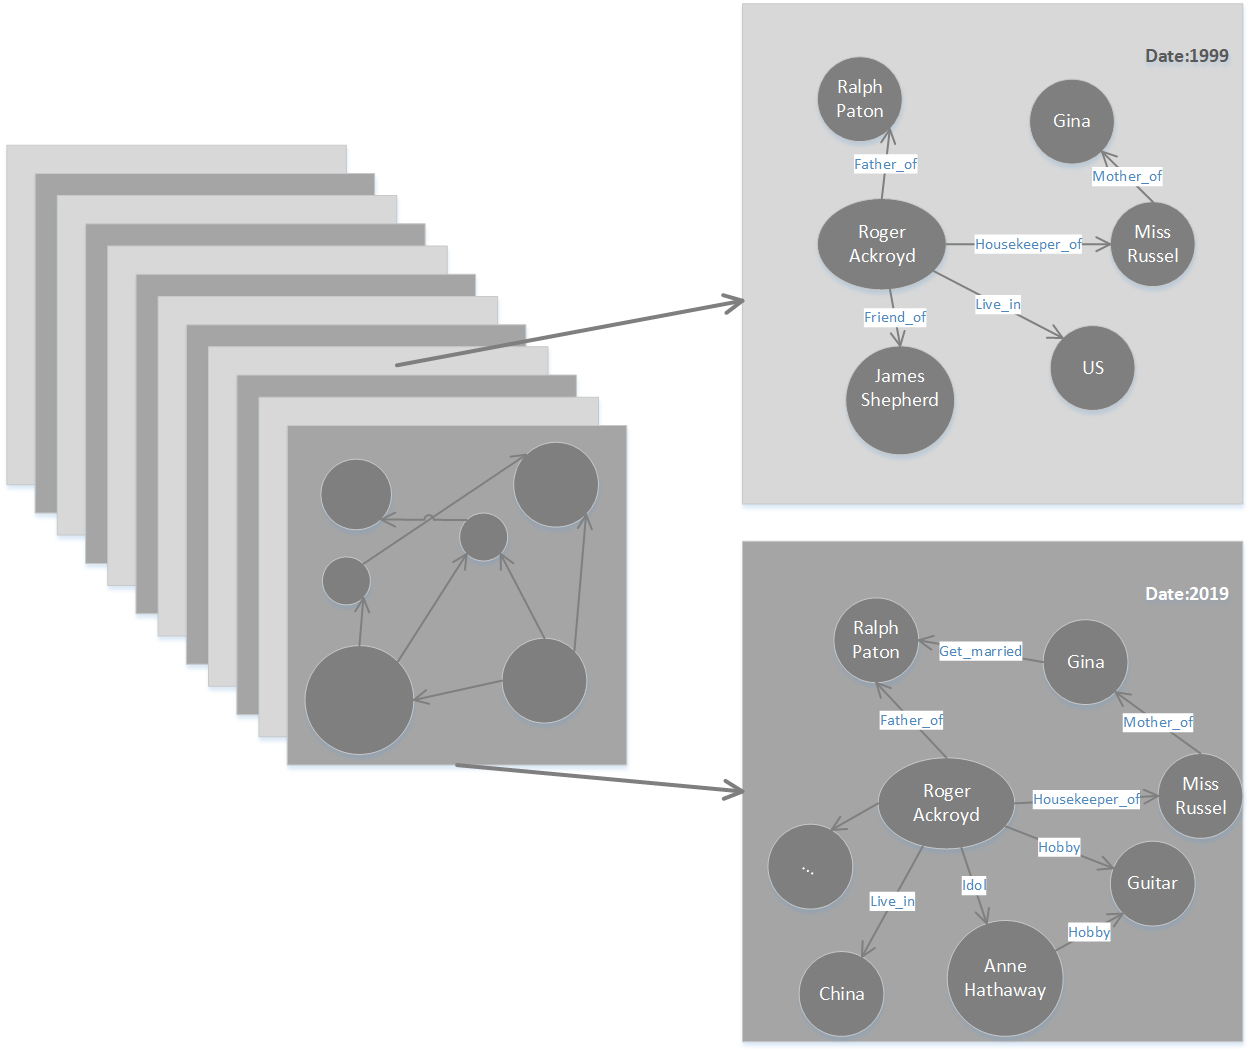 Date:1999
Ralph
Paton
Gina
Father_of
Mother_of
Roger
Ackroyd
Housekeeper_of
Miss
Russel
Live_in
Friend_of
US
James
Shepherd
Date:2019
Ralph
Paton
Get_married
Gina
Father_of
Mother_of
Roger
Ackroyd
Housekeeper_of
Miss
Russel
Hobby
...
Idol
Guitar
Live_in
Hobby
Anne
Hathaway
China